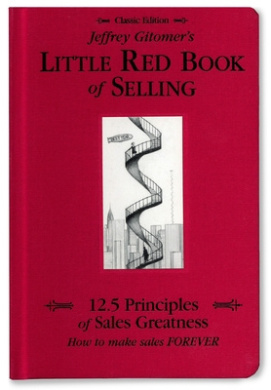 Classic Edition
Jeffrey Gitomer's
LITTLE RED BOOK
of SELLING
12.5 Principles
of Sales Greatness
How to make sales FOREVER